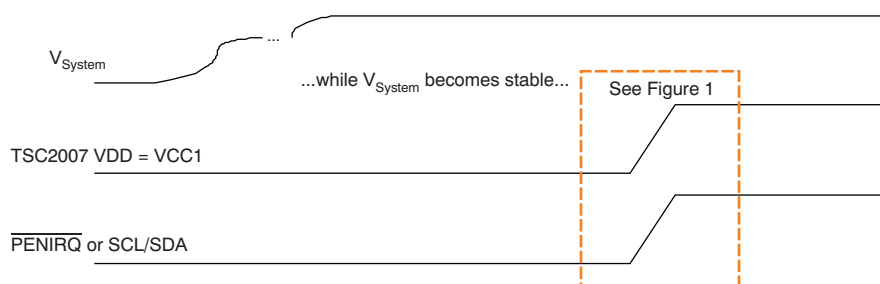 ...
V_System
...while V_System becomes stable...
See Figure 1
TSC2007 VDD = VCC1
PENIRQ or SCL/SDA